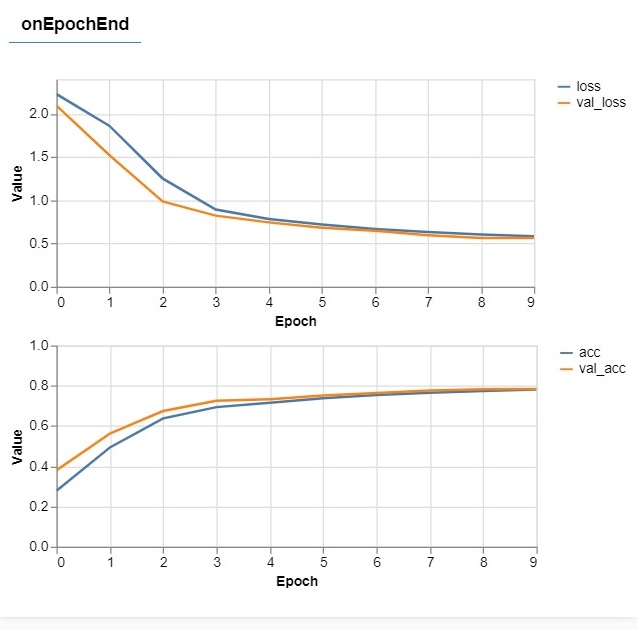 onEpochEnd
loss
val_loss
2.0
1.5
1.0
0.5
0.0
Value
0 1 2 3 4 5 6 7 8 9
Epoch
acc
val_acc
1.0
0.8
0.6
0.4
0.2
0.0
Value
0 1 2 3 4 5 6 7 8 9
Epoch